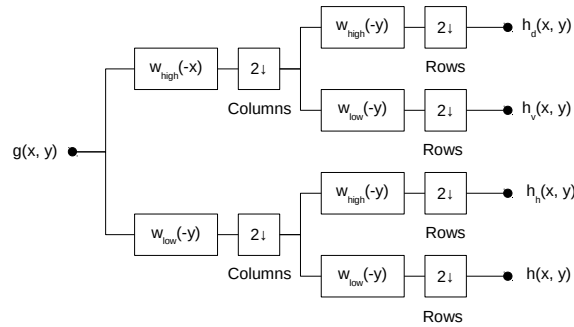 w_high(-y) 2↓ h_d(x, y)
Rows
w_high(-x) 2↓
Columns
w_low(-y) 2↓ h_v(x, y)
Rows
g(x, y)
w_high(-y) 2↓ h_h(x, y)
Rows
w_low(-y) 2↓
Columns
w_low(-y) 2↓ h(x, y)
Rows